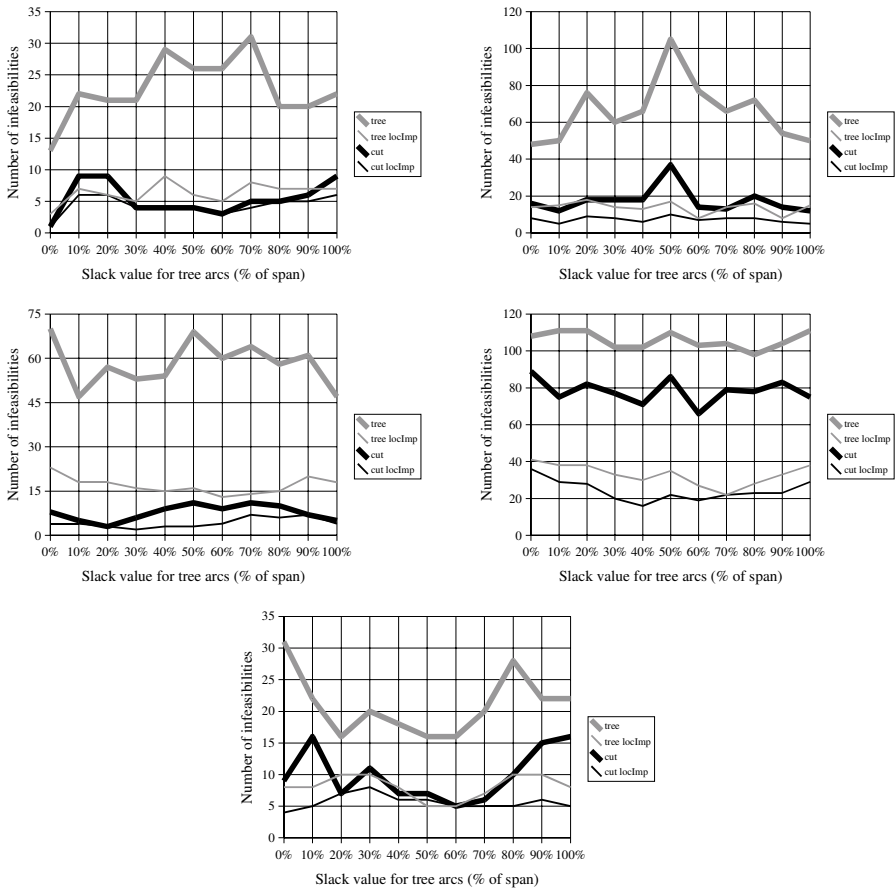 Number of infeasibilities
35
30
25
20
15
10
5
0
0% 10% 20% 30% 40% 50% 60% 70% 80% 90% 100%
Slack value for tree arcs (% of span)
tree
tree locImp
cut
cut locImp
Number of infeasibilities
120
100
80
60
40
20
0
0% 10% 20% 30% 40% 50% 60% 70% 80% 90% 100%
Slack value for tree arcs (% of span)
tree
tree locImp
cut
cut locImp
Number of infeasibilities
75
60
45
30
15
0
0% 10% 20% 30% 40% 50% 60% 70% 80% 90% 100%
Slack value for tree arcs (% of span)
tree
tree locImp
cut
cut locImp
Number of infeasibilities
120
100
80
60
40
20
0
0% 10% 20% 30% 40% 50% 60% 70% 80% 90% 100%
Slack value for tree arcs (% of span)
tree
tree locImp
cut
cut locImp
Number of infeasibilities
35
30
25
20
15
10
5
0
0% 10% 20% 30% 40% 50% 60% 70% 80% 90% 100%
Slack value for tree arcs (% of span)
tree
tree locImp
cut
cut locImp